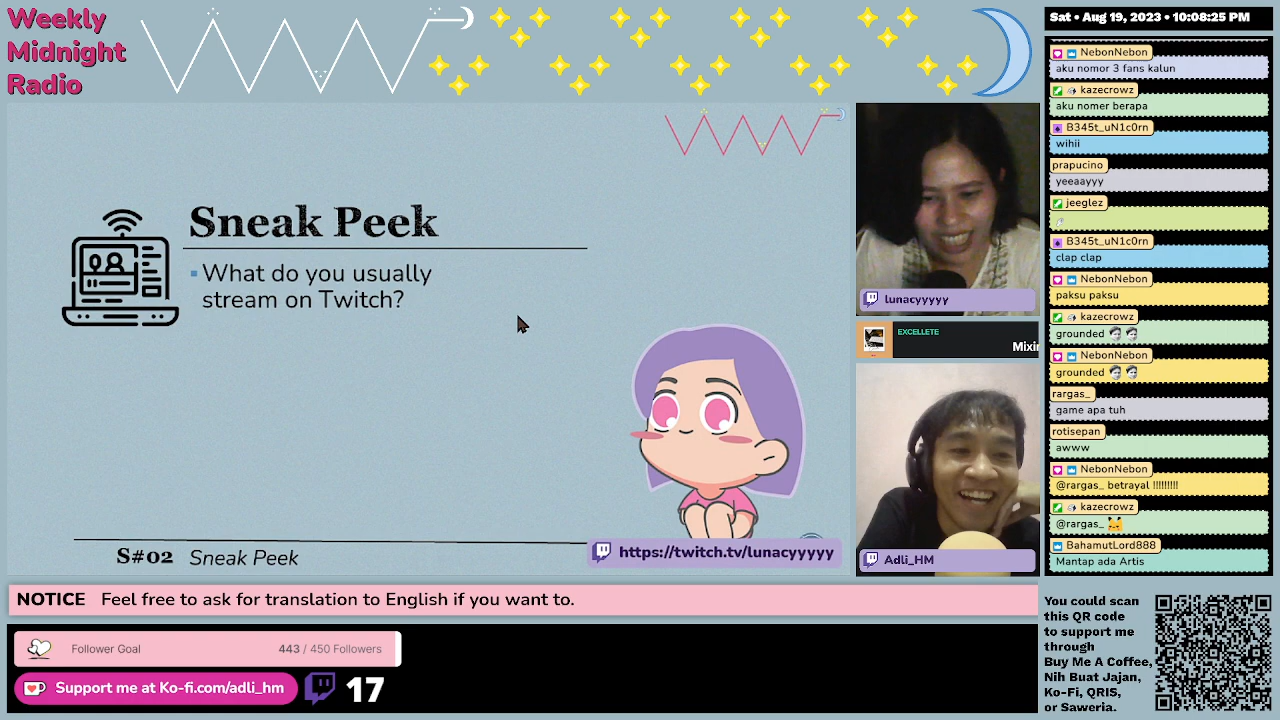 Weekly
Midnight
Radio
Sat • Aug 19, 2023 • 10:08:25 PM
Sneak Peek
What do you usually
stream on Twitch?
S#02 Sneak Peek
https://twitch.tv/lunacyyyyy
lunacyyyyy
EXCELLETE
Mixin
Adli_HM
NebonNebon
aku nomor 3 fans kalun
kazecrowz
aku nomer berapa
B345t_uN1c0rn
wihii
prapucino
yeeaayyy
jeeglez
B345t_uN1c0rn
clap clap
NebonNebon
paksu paksu
kazecrowz
grounded
NebonNebon
grounded
rargas_
game apa tuh
rotisepan
awww
NebonNebon
@rargas_ betrayal !!!!!!!!!
kazecrowz
@rargas_
BahamutLord888
Mantap ada Artis
NOTICE Feel free to ask for translation to English if you want to.
Follower Goal 443 / 450 Followers
Support me at Ko-fi.com/adli_hm
17
You could scan
this QR code
to support me
through
Buy Me A Coffee,
Nih Buat Jajan,
Ko-Fi, QRIS,
or Saweria.